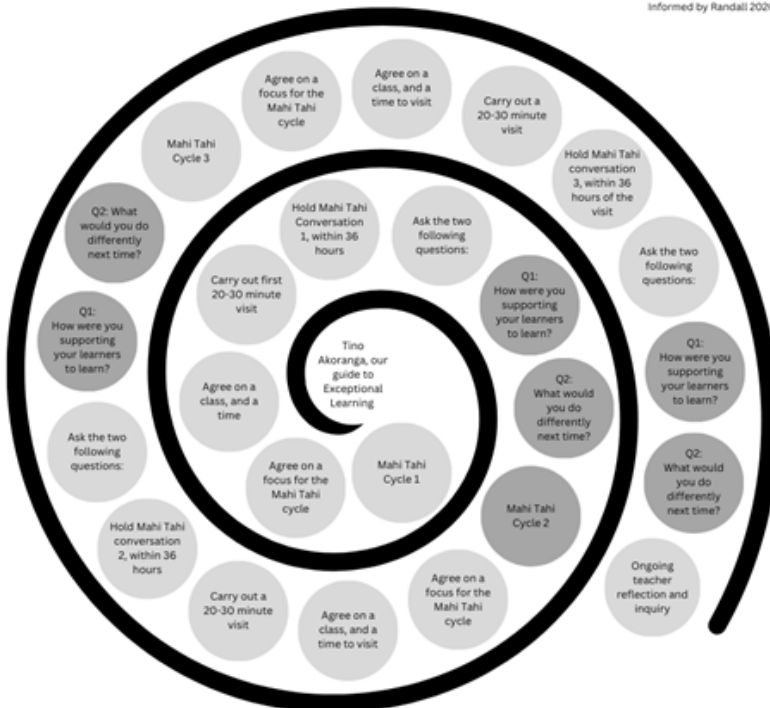 Informed by Randall
Tino
Akoranga, our
guide to
Exceptional
Learning
Mahi Tahi
Cycle 1
Agree on a
focus for the
Mahi Tahi
cycle
Agree on a
class, and a
time
Carry out first
20-30 minute
visit
Hold Mahi Tahi
Conversation
1, within 36
hours
Ask the two
following
questions:
Q1:
How were you
supporting
your learners
to learn?
Q2:
What would
you do
differently
next time?
Mahi Tahi
Cycle 2
Agree on a
focus for the
Mahi Tahi
cycle
Agree on a
class, and a
time to visit
Carry out a
20-30 minute
visit
Hold Mahi Tahi
conversation
2, within 36
hours
Ask the two
following
questions:
Q1:
How were you
supporting
your learners
to learn?
Q2: What
would you do
differently
next time?
Mahi Tahi
Cycle 3
Agree on a
focus for the
Mahi Tahi
cycle
Agree on a
class, and a
time to visit
Carry out a
20-30 minute
visit
Hold Mahi Tahi
conversation
3, within 36
hours of the
visit
Ask the two
following
questions:
Q1:
How were you
supporting
your learners
to learn?
Q2:
What would
you do
differently
next time?
Ongoing
teacher
reflection and
inquiry